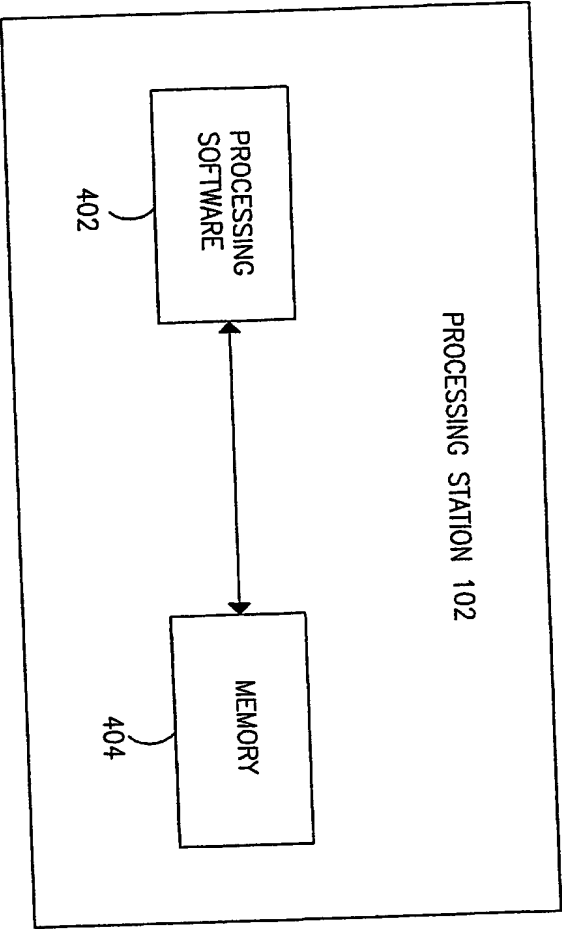 PROCESSING STATION 102
PROCESSING
SOFTWARE
MEMORY
402
404